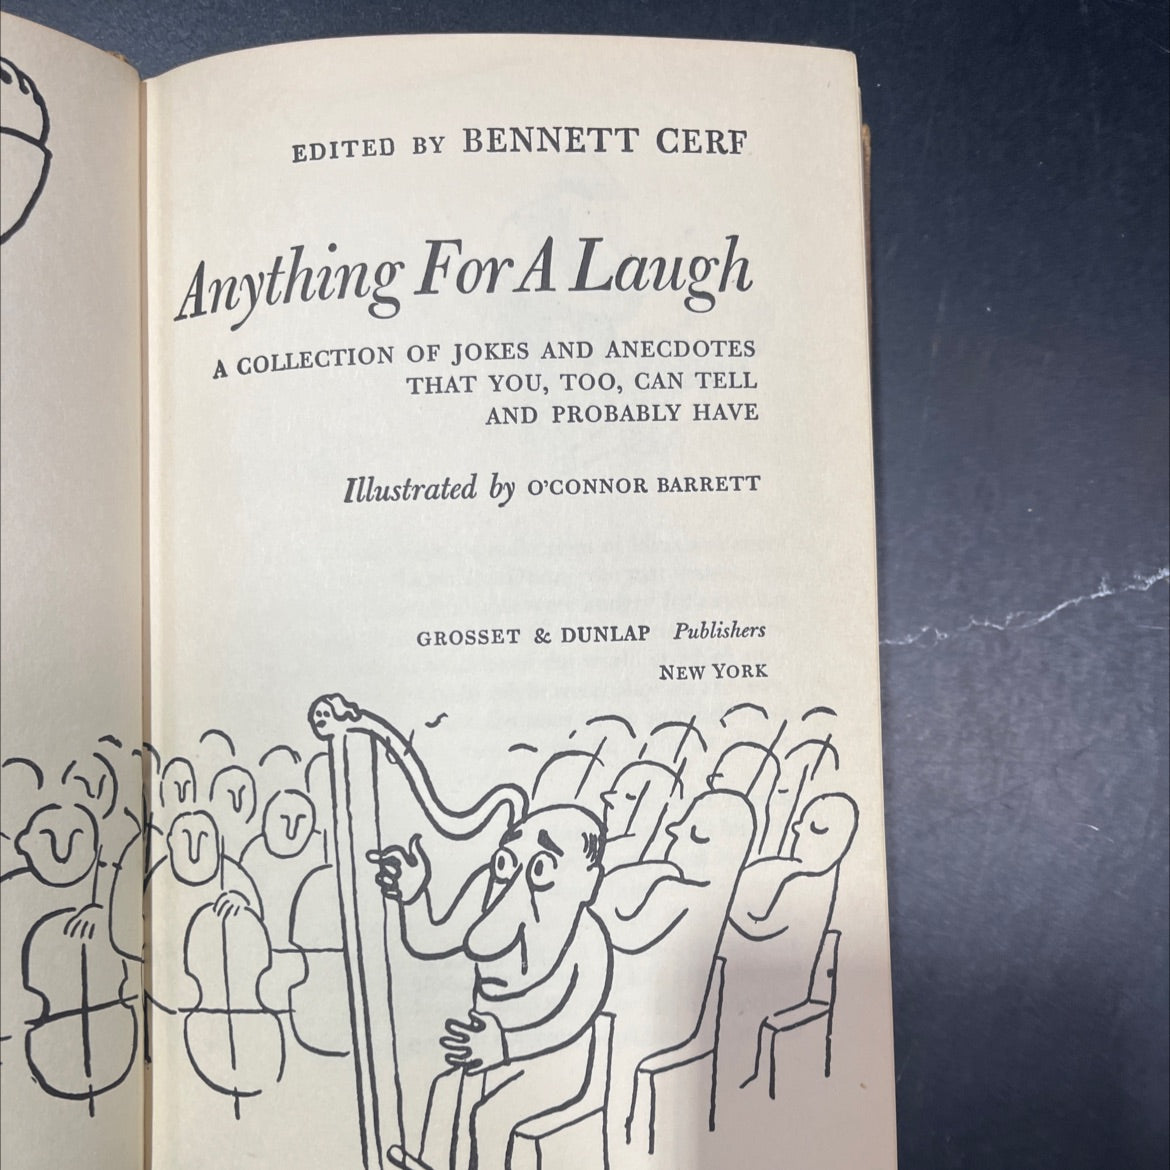 EDITED BY BENNETT CERF
Anything For A Laugh
A COLLECTION OF JOKES AND ANECDOTES
THAT YOU, TOO, CAN TELL
AND PROBABLY HAVE
Illustrated by O'CONNOR BARRETT
GROSSET & DUNLAP Publishers
NEW YORK